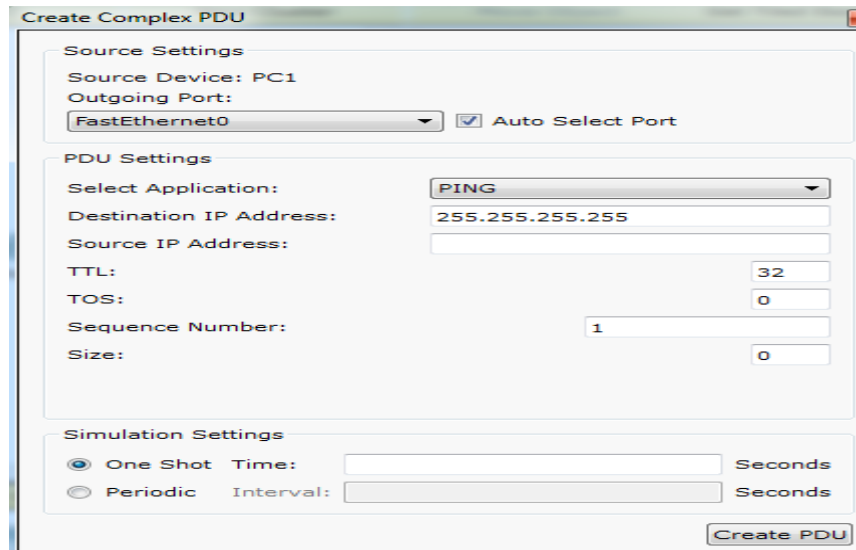 Create Complex PDU
Source Settings
Source Device: PC1
Outgoing Port:
FastEthernet0 Auto Select Port
PDU Settings
Select Application: PING
Destination IP Address: 255.255.255.255
Source IP Address:
TTL: 32
TOS: 0
Sequence Number: 1
Size: 0
Simulation Settings
One Shot Time: Seconds
Periodic Interval: Seconds
Create PDU